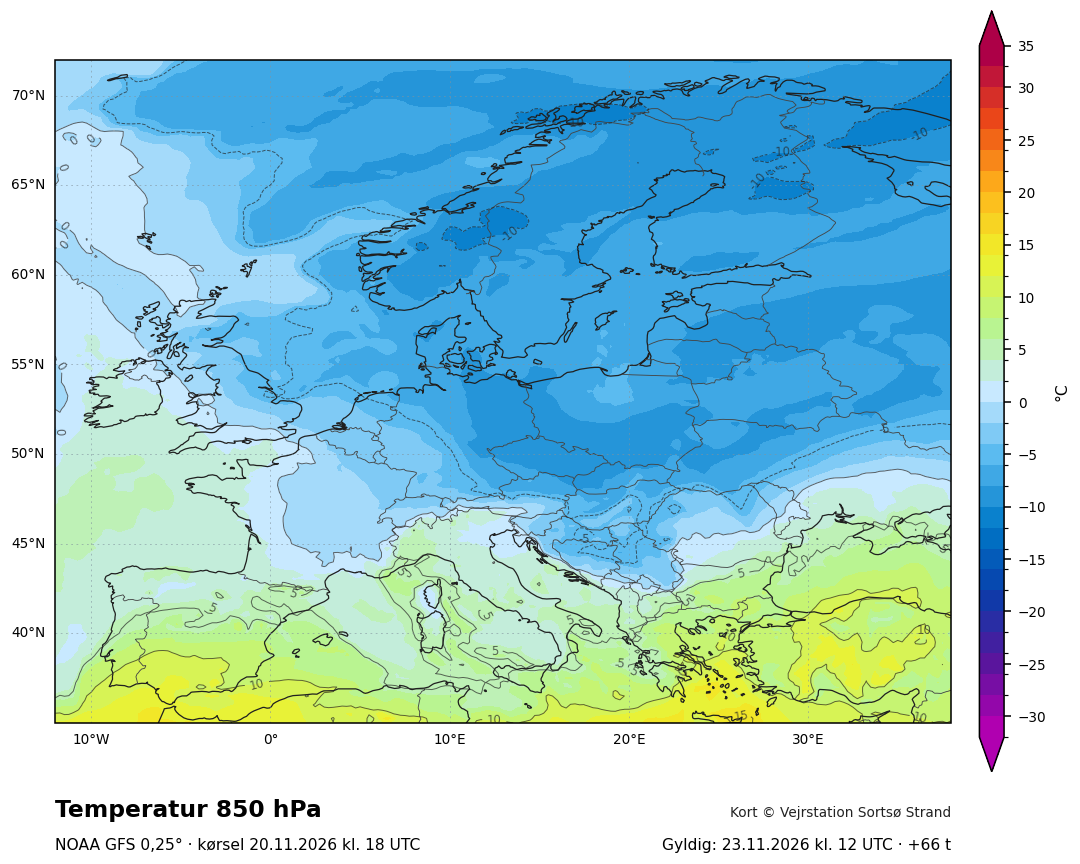 70°N
65°N
60°N
55°N
50°N
45°N
40°N
10°W
0°
10°E
20°E
30°E
35
30
25
20
15
10
5
0
−5
−10
−15
−20
−25
−30
°C
Temperatur 850 hPa
Kort © Vejrstation Sortsø Strand
NOAA GFS 0,25° · kørsel 20.11.2026 kl. 18 UTC
Gyldig: 23.11.2026 kl. 12 UTC · +66 t